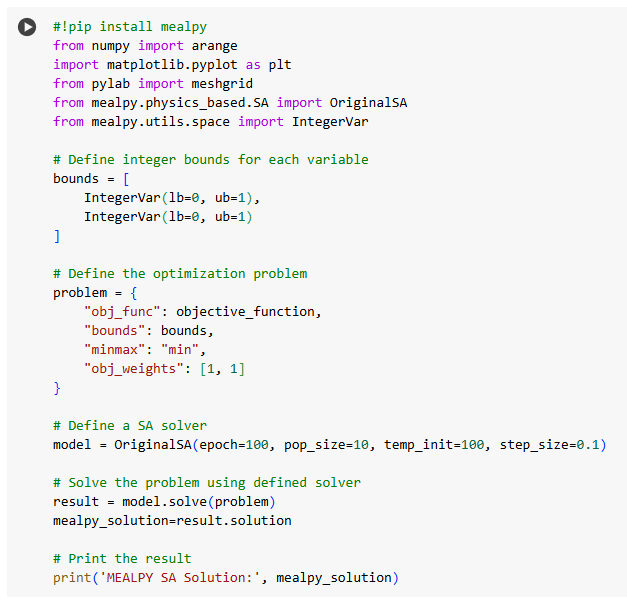 #!pip install mealpy
from numpy import arange
import matplotlib.pyplot as plt
from pylab import meshgrid
from mealpy.physics_based.SA import OriginalSA
from mealpy.utils.space import IntegerVar

# Define integer bounds for each variable
bounds = [
    IntegerVar(lb=0, ub=1),
    IntegerVar(lb=0, ub=1)
]

# Define the optimization problem
problem = {
    "obj_func": objective_function,
    "bounds": bounds,
    "minmax": "min",
    "obj_weights": [1, 1]
}

# Define a SA solver
model = OriginalSA(epoch=100, pop_size=10, temp_init=100, step_size=0.1)

# Solve the problem using defined solver
result = model.solve(problem)
mealpy_solution=result.solution

# Print the result
print('MEALPY SA Solution:', mealpy_solution)